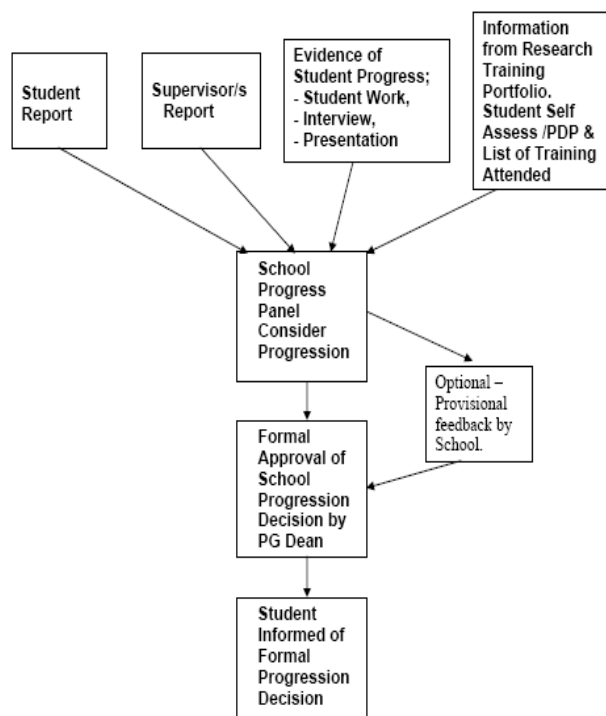 Student
Report
Supervisor/s
Report
Evidence of
Student Progress;
- Student Work,
- Interview,
- Presentation
Information
from Research
Training
Portfolio.
Student Self
Assess /PDP &
List of Training
Attended
School
Progress
Panel
Consider
Progression
Optional –
Provisional
feedback by
School.
Formal
Approval of
School
Progression
Decision by
PG Dean
Student
Informed of
Formal
Progression
Decision